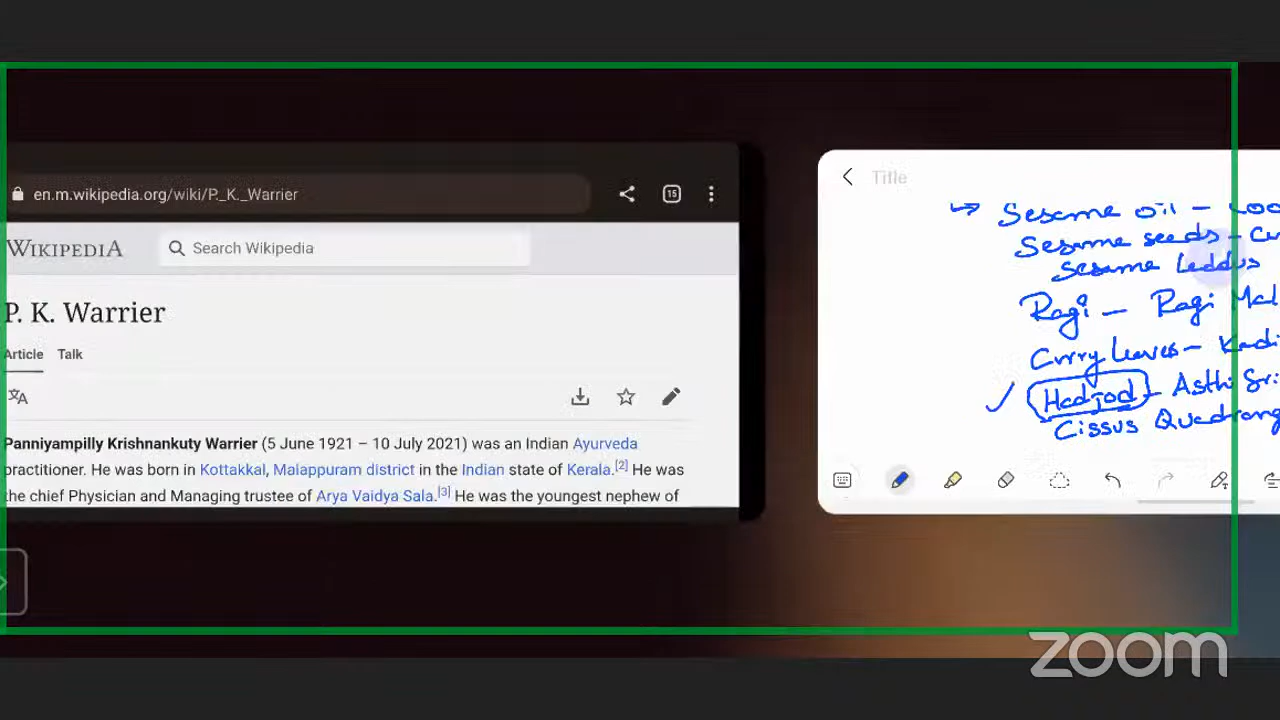 en.m.wikipedia.org/wiki/P._K._Warrier
15
WIKIPEDIA
Search Wikipedia
P. K. Warrier
Article Talk
Panniyampilly Krishnankuty Warrier (5 June 1921 – 10 July 2021) was an Indian Ayurveda
practitioner. He was born in Kottakkal, Malappuram district in the Indian state of Kerala.[2] He was
the chief Physician and Managing trustee of Arya Vaidya Sala.[3] He was the youngest nephew of
Title
Sesame oil –
Sesame seeds –
Sesame laddus
Ragi – Ragi
Curry leaves –
Hadjod – Asthi
Cissus
zoom